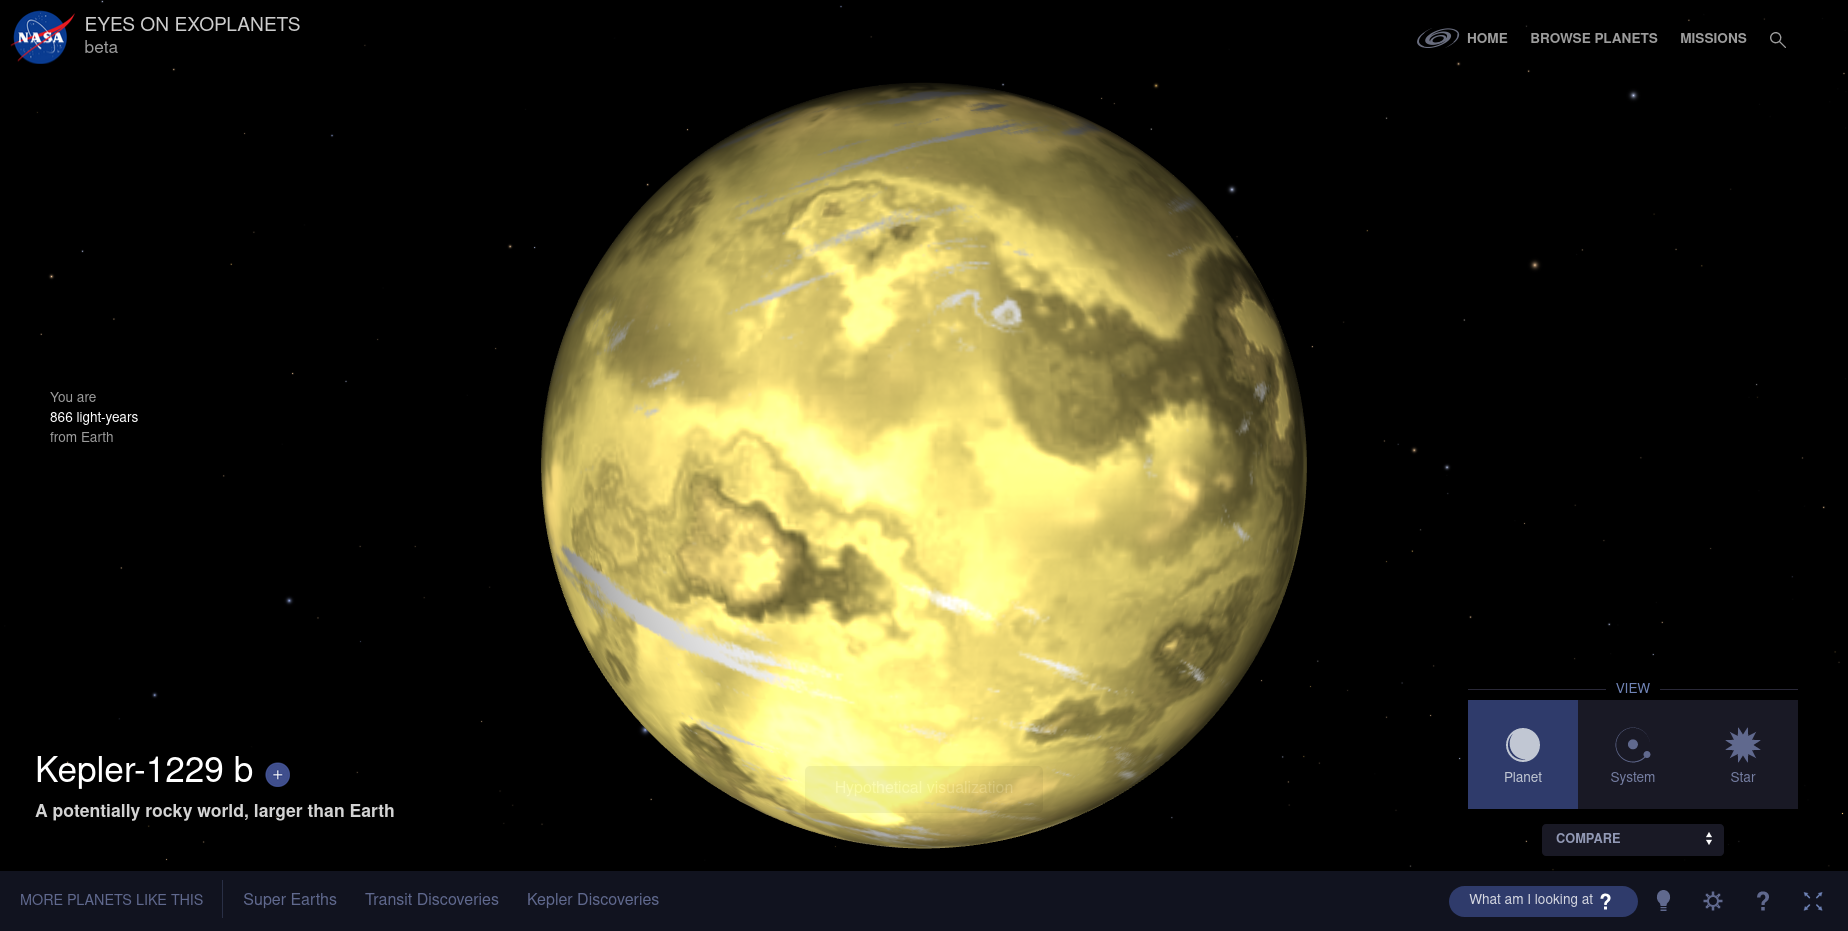 NASA
EYES ON EXOPLANETS
beta
HOME
BROWSE PLANETS
MISSIONS
You are
866 light-years
from Earth
Kepler-1229 b +
A potentially rocky world, larger than Earth
Hypothetical visualization
VIEW
Planet
System
Star
COMPARE
MORE PLANETS LIKE THIS
Super Earths
Transit Discoveries
Kepler Discoveries
What am I looking at ?
?